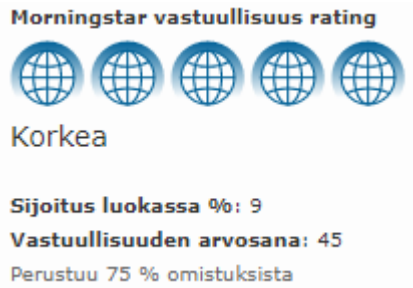 Morningstar vastuullisuus rating
Korkea
Sijoitus luokassa %: 9
Vastuullisuuden arvosana: 45
Perustuu 75 % omistuksista